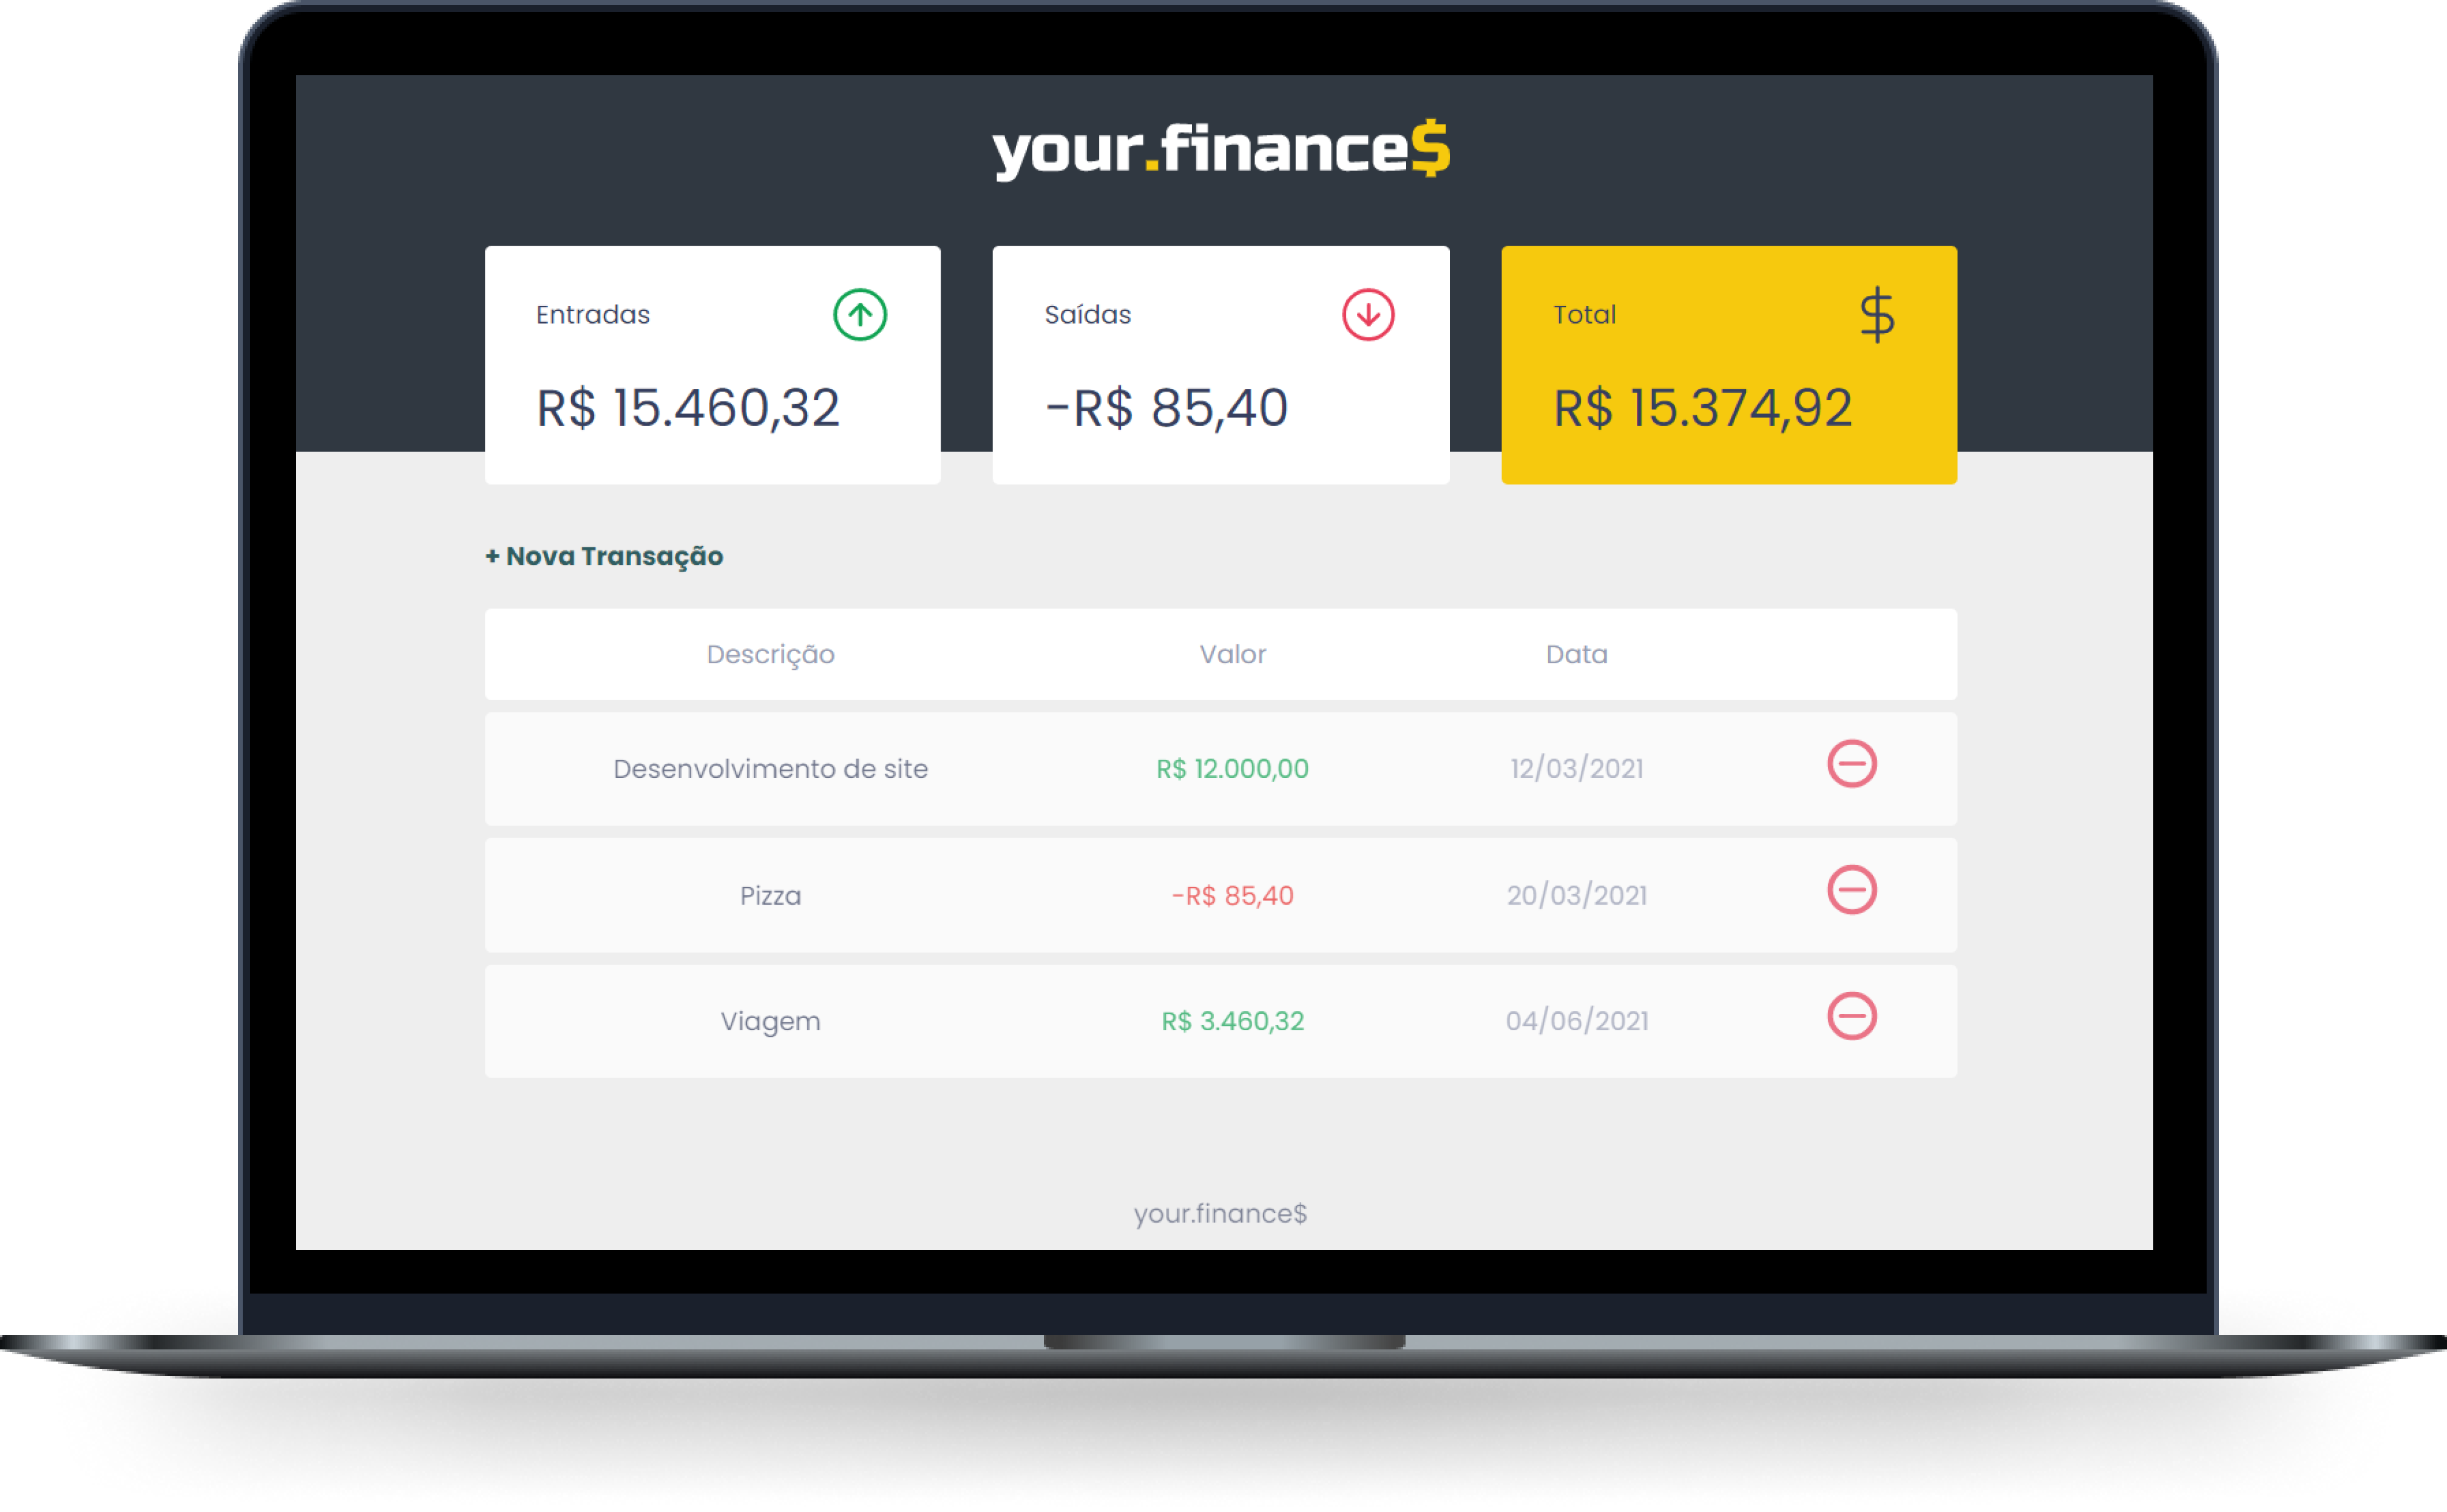 your.finance$
Entradas
R$ 15.460,32
Saídas
-R$ 85,40
Total
R$ 15.374,92
+ Nova Transação
Descrição Valor Data
Desenvolvimento de site R$ 12.000,00 12/03/2021
Pizza -R$ 85,40 20/03/2021
Viagem R$ 3.460,32 04/06/2021
your.finance$